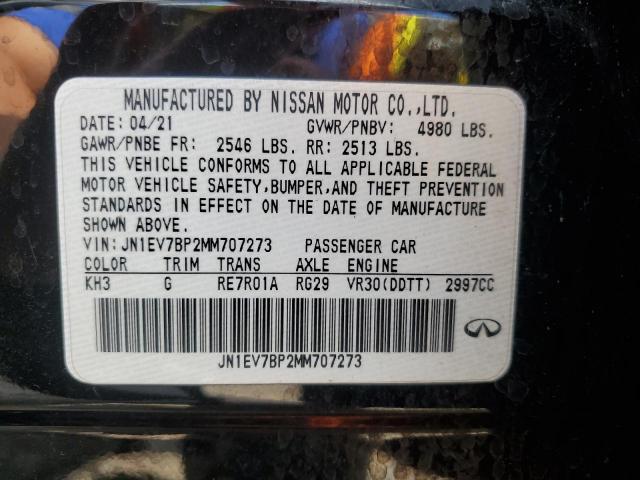 MANUFACTURED BY NISSAN MOTOR CO.,LTD.
DATE: 04/21 GVWR/PNBV: 4980 LBS.
GAWR/PNBE FR: 2546 LBS. RR: 2513 LBS.
THIS VEHICLE CONFORMS TO ALL APPLICABLE FEDERAL
MOTOR VEHICLE SAFETY,BUMPER,AND THEFT PREVENTION
STANDARDS IN EFFECT ON THE DATE OF MANUFACTURE
SHOWN ABOVE.
VIN:JN1EV7BP2MM707273 PASSENGER CAR
COLOR TRIM TRANS AXLE ENGINE
KH3 G RE7R01A RG29 VR30(DDTT) 2997CC
JN1EV7BP2MM707273